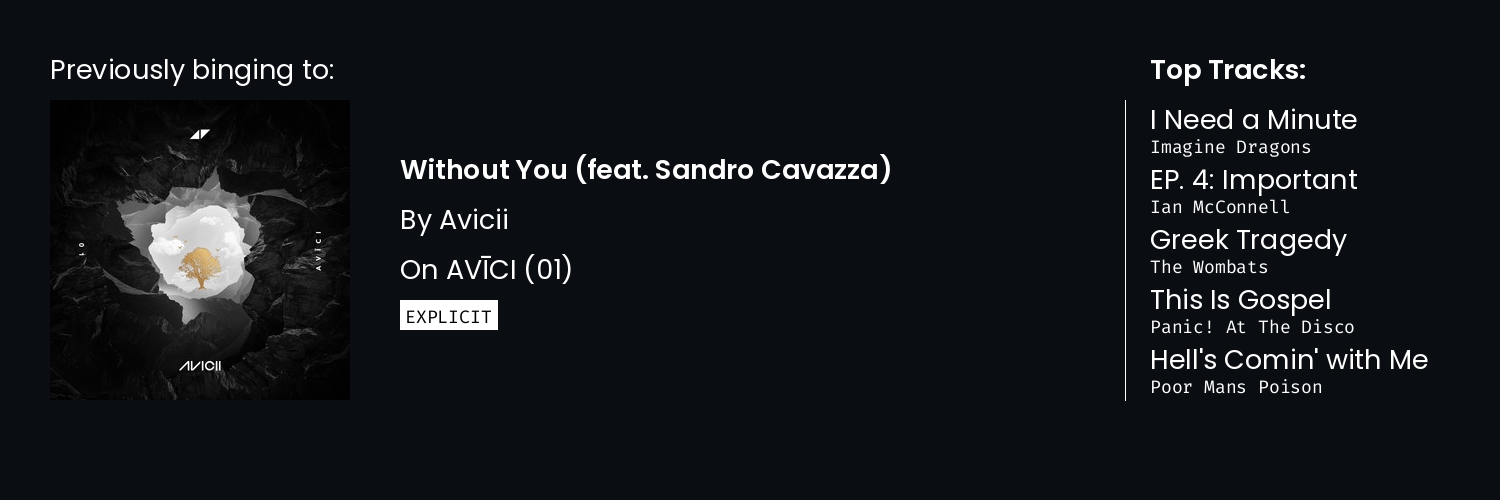 Previously binging to:
01
AVĪCI
AVICII
Without You (feat. Sandro Cavazza)
By Avicii
On AVĪCI (01)
EXPLICIT
Top Tracks:
I Need a Minute
Imagine Dragons
EP. 4: Important
Ian McConnell
Greek Tragedy
The Wombats
This Is Gospel
Panic! At The Disco
Hell's Comin' with Me
Poor Mans Poison